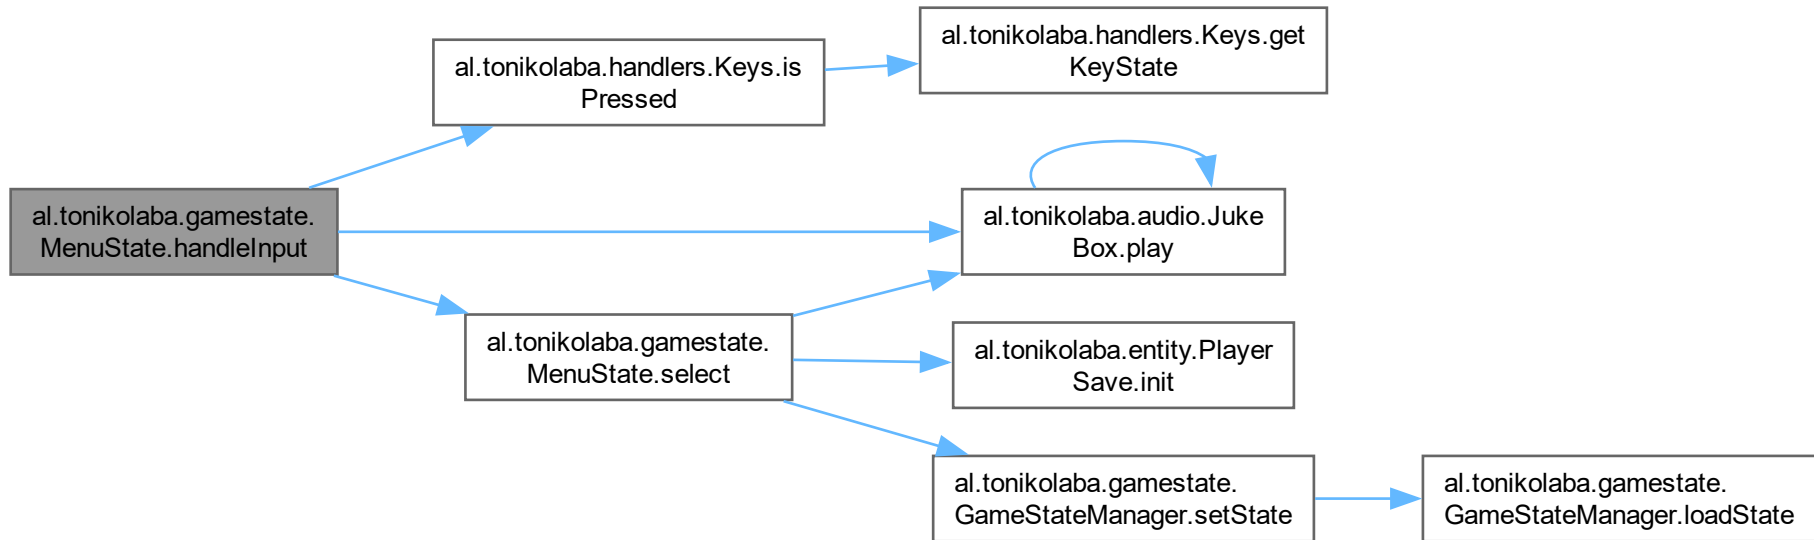 al.tonikolaba.handlers.Keys.get
KeyState
al.tonikolaba.handlers.Keys.is
Pressed
al.tonikolaba.gamestate.
MenuState.handleInput
al.tonikolaba.audio.Juke
Box.play
al.tonikolaba.gamestate.
MenuState.select
al.tonikolaba.entity.Player
Save.init
al.tonikolaba.gamestate.
GameStateManager.setState
al.tonikolaba.gamestate.
GameStateManager.loadState